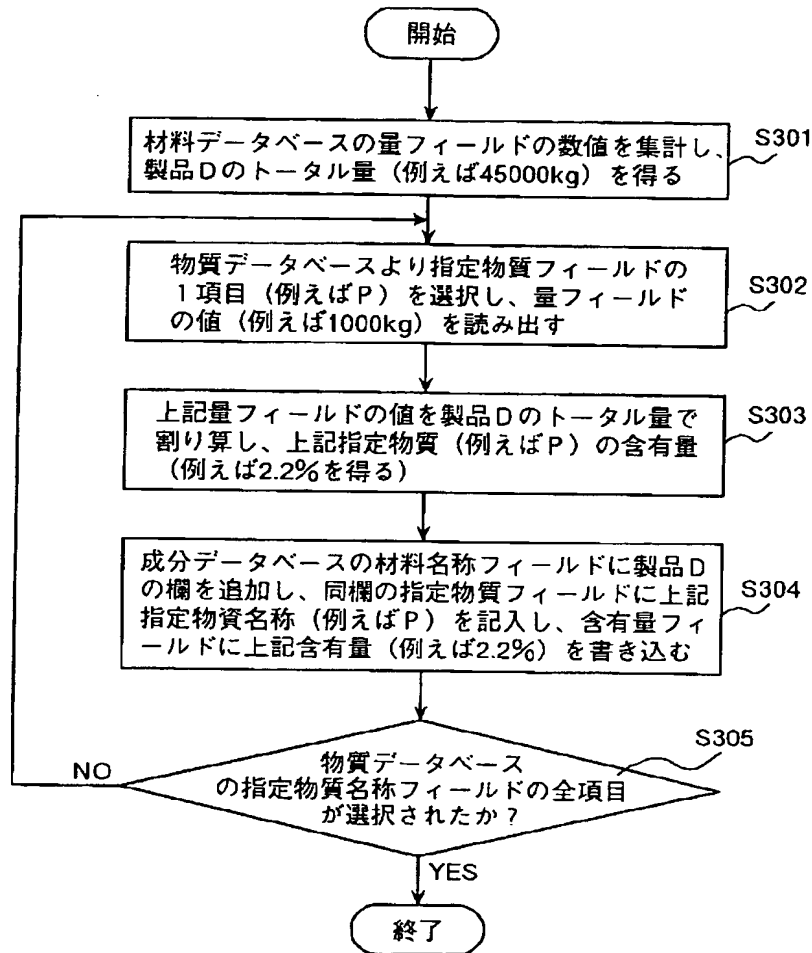 開始
材料データベースの量フィールドの数値を集計し、
製品Dのトータル量（例えば45000kg）を得る
S301
物質データベースより指定物質フィールドの
１項目（例えばP）を選択し、量フィールド
の値（例えば1000kg）を読み出す
S302
上記量フィールドの値を製品Dのトータル量で
割り算し、上記指定物質（例えばP）の含有量
（例えば2.2%を得る）
S303
成分データベースの材料名称フィールドに製品D
の欄を追加し、同欄の指定物質フィールドに上記
指定物資名称（例えばP）を記入し、含有量フィ
ールドに上記含有量（例えば2.2%）を書き込む
S304
物質データベース
の指定物質名称フィールドの全項目
が選択されたか？
S305
NO
YES
終了